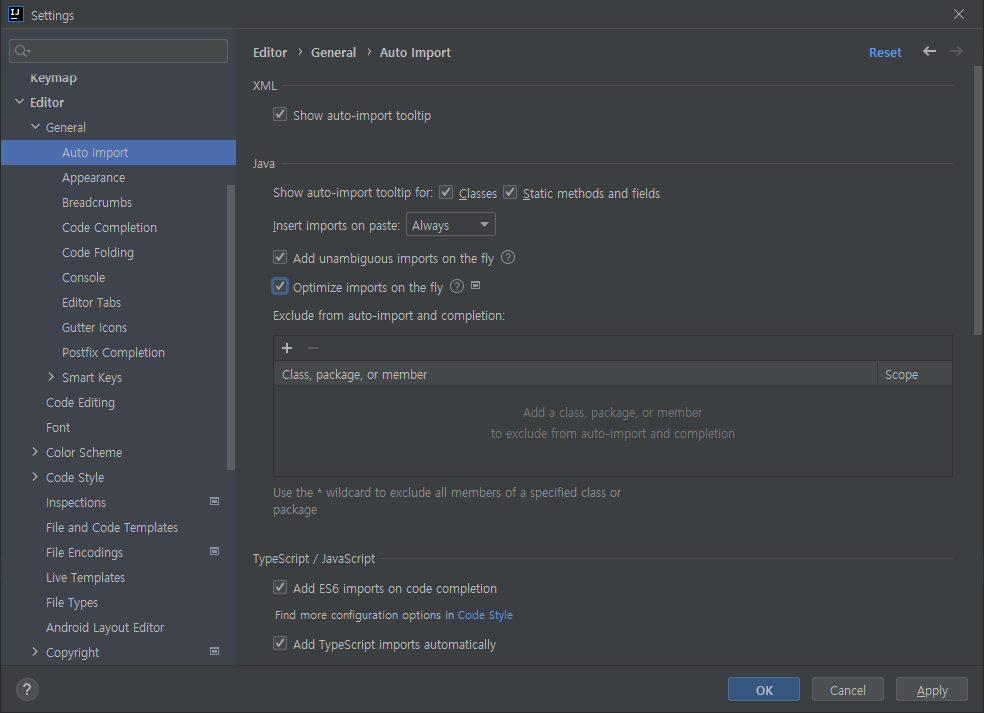 IJ
Settings
Keymap
Editor
General
Auto Import
Appearance
Breadcrumbs
Code Completion
Code Folding
Console
Editor Tabs
Gutter Icons
Postfix Completion
Smart Keys
Code Editing
Font
Color Scheme
Code Style
Inspections
File and Code Templates
File Encodings
Live Templates
File Types
Android Layout Editor
Copyright
Editor › General › Auto Import
Reset
XML
Show auto-import tooltip
Java
Show auto-import tooltip for: Classes Static methods and fields
Insert imports on paste: Always
Add unambiguous imports on the fly ?
Optimize imports on the fly ?
Exclude from auto-import and completion:
Class, package, or member Scope
Add a class, package, or member
to exclude from auto-import and completion
Use the * wildcard to exclude all members of a specified class or
package
TypeScript / JavaScript
Add ES6 imports on code completion
Find more configuration options in Code Style
Add TypeScript imports automatically
? OK Cancel Apply